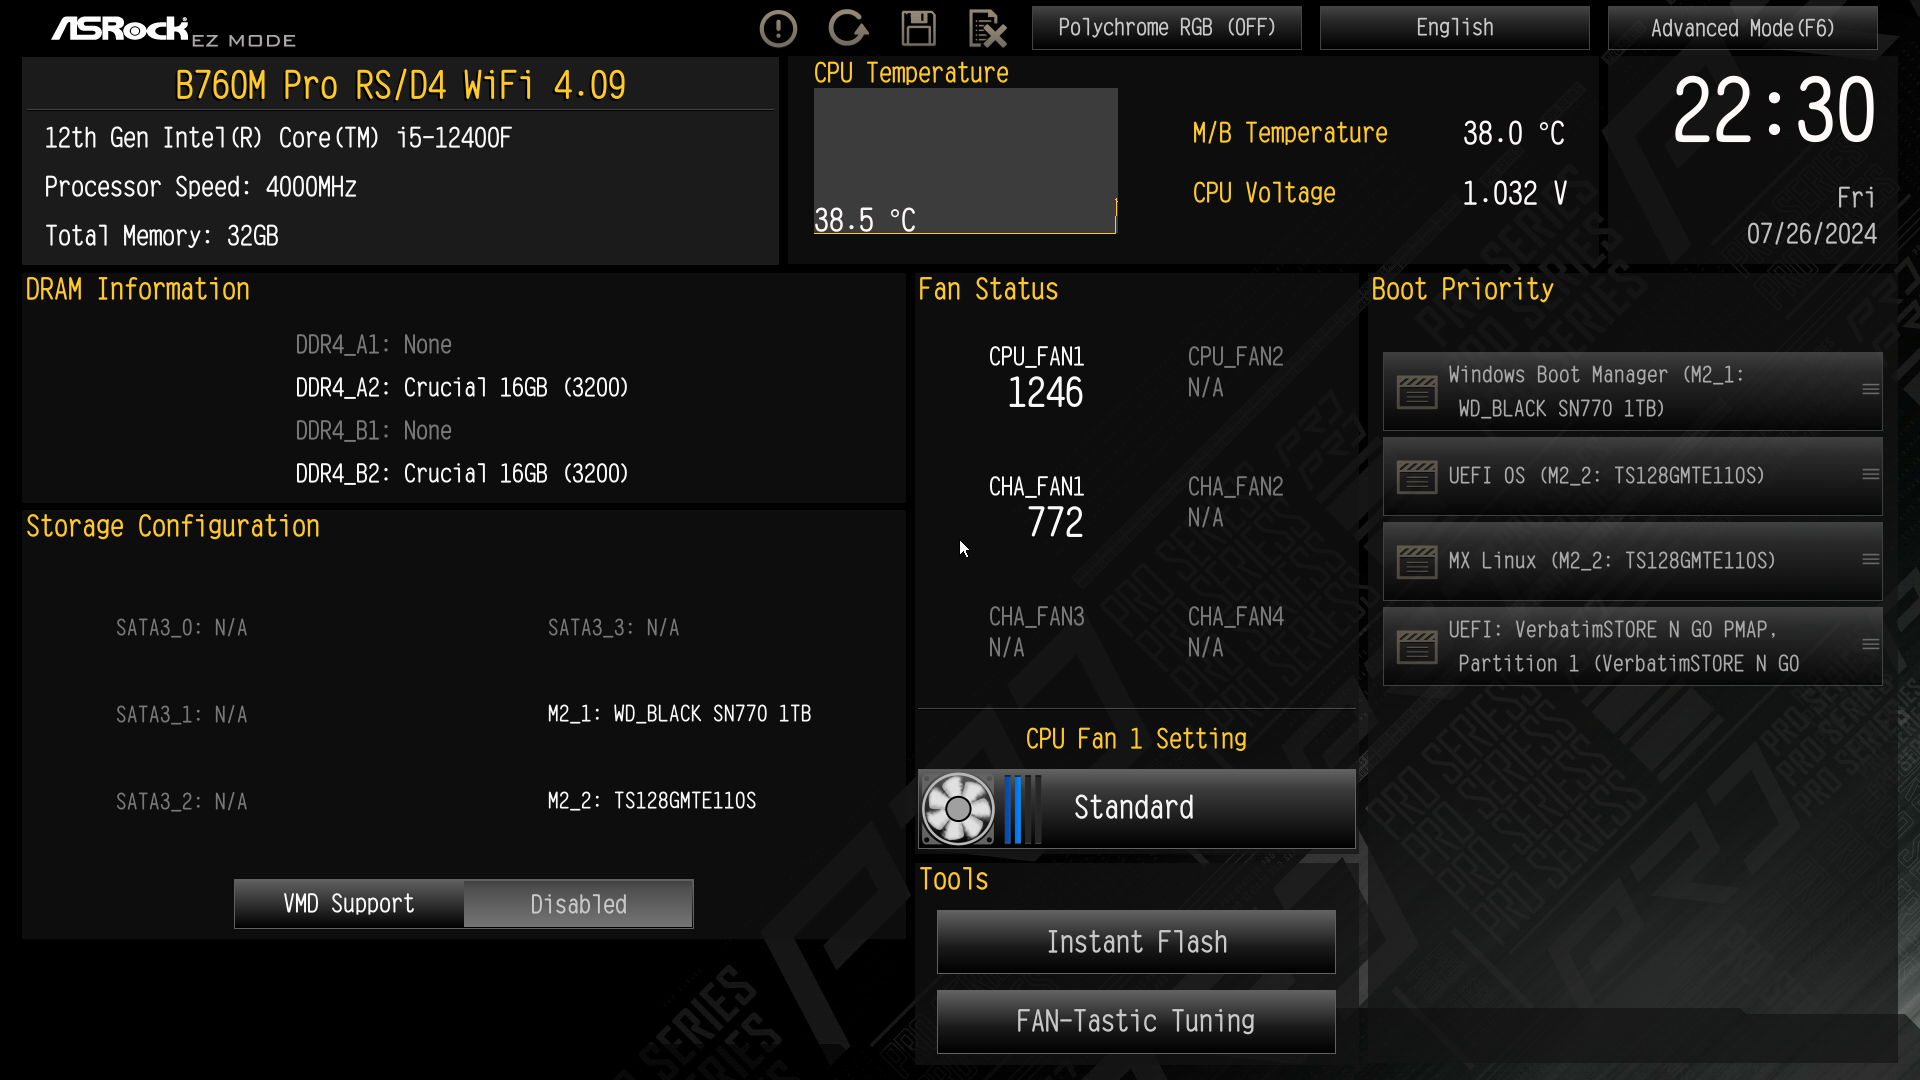 ASRock EZ MODE
Polychrome RGB (OFF)
English
Advanced Mode(F6)
B760M Pro RS/D4 WiFi 4.09
12th Gen Intel(R) Core(TM) i5-12400F
Processor Speed: 4000MHz
Total Memory: 32GB
CPU Temperature
38.5 °C
M/B Temperature 38.0 °C
CPU Voltage 1.032 V
22:30
Fri
07/26/2024
DRAM Information
DDR4_A1: None
DDR4_A2: Crucial 16GB (3200)
DDR4_B1: None
DDR4_B2: Crucial 16GB (3200)
Storage Configuration
SATA3_0: N/A
SATA3_3: N/A
SATA3_1: N/A
M2_1: WD_BLACK SN770 1TB
SATA3_2: N/A
M2_2: TS128GMTE110S
VMD Support
Disabled
Fan Status
CPU_FAN1
1246
CPU_FAN2
N/A
CHA_FAN1
772
CHA_FAN2
N/A
CHA_FAN3
N/A
CHA_FAN4
N/A
CPU Fan 1 Setting
Standard
Tools
Instant Flash
FAN-Tastic Tuning
Boot Priority
Windows Boot Manager (M2_1:
WD_BLACK SN770 1TB)
UEFI OS (M2_2: TS128GMTE110S)
MX Linux (M2_2: TS128GMTE110S)
UEFI: VerbatimSTORE N GO PMAP,
Partition 1 (VerbatimSTORE N GO
PRO SERIES